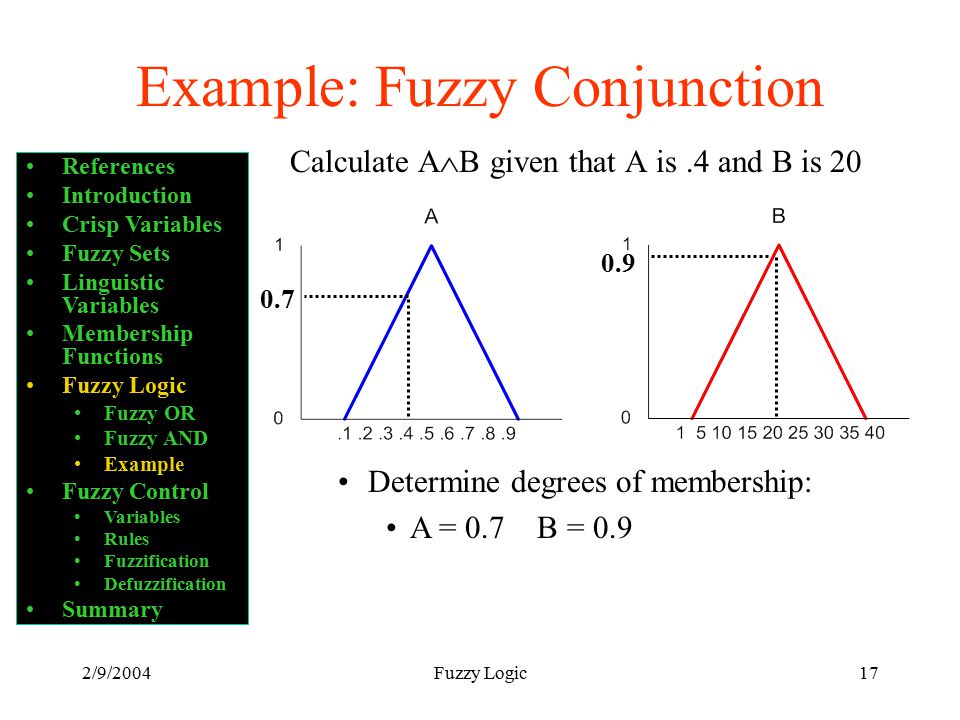 Example: Fuzzy Conjunction
• References
• Introduction
• Crisp Variables
• Fuzzy Sets
• Linguistic
Variables
• Membership
Functions
• Fuzzy Logic
• Fuzzy OR
• Fuzzy AND
• Example
• Fuzzy Control
• Variables
• Rules
• Fuzzification
• Defuzzification
• Summary
Calculate A∧B given that A is .4 and B is 20
A
1
0.7
0
.1 .2 .3 .4 .5 .6 .7 .8 .9
B
1
0.9
0
1 5 10 15 20 25 30 35 40
• Determine degrees of membership:
• A = 0.7 B = 0.9
2/9/2004
Fuzzy Logic
17